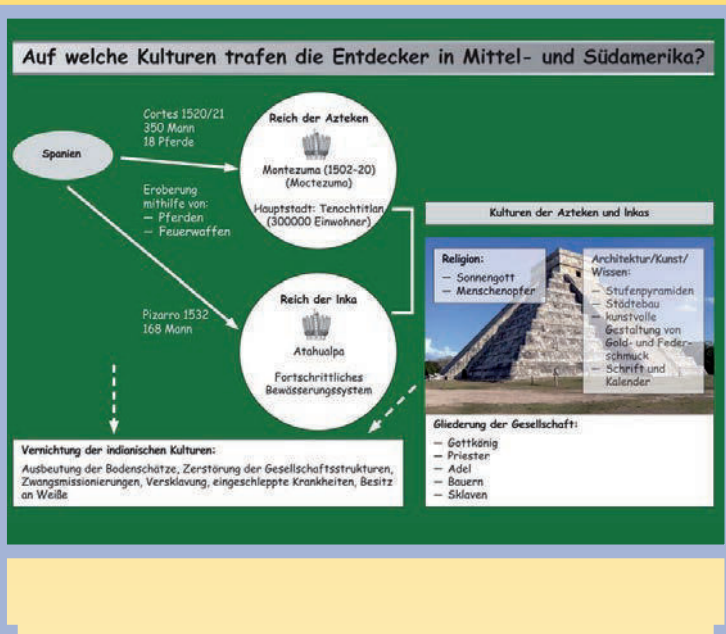 Auf welche Kulturen trafen die Entdecker in Mittel- und Südamerika?
Cortes 1520/21
350 Mann
18 Pferde
Spanien
Eroberung
mithilfe von:
— Pferden
— Feuerwaffen
Pizarro 1532
168 Mann
Reich der Azteken
Montezuma (1502-20)
(Moctezuma)
Hauptstadt: Tenochtitlan
(300000 Einwohner)
Reich der Inka
Atahualpa
Fortschrittliches
Bewässerungssystem
Kulturen der Azteken und Inkas
Religion:
— Sonnengott
— Menschenopfer
Architektur/Kunst/
Wissen:
— Stufenpyramiden
— Städtebau
— kunstvolle
Gestaltung von
Gold- und Feder-
schmuck
— Schrift und
Kalender
Gliederung der Gesellschaft:
— Gottkönig
— Priester
— Adel
— Bauern
— Sklaven
Vernichtung der indianischen Kulturen:
Ausbeutung der Bodenschätze, Zerstörung der Gesellschaftsstrukturen,
Zwangsmissionierungen, Versklavung, eingeschleppte Krankheiten, Besitz
an Weiße